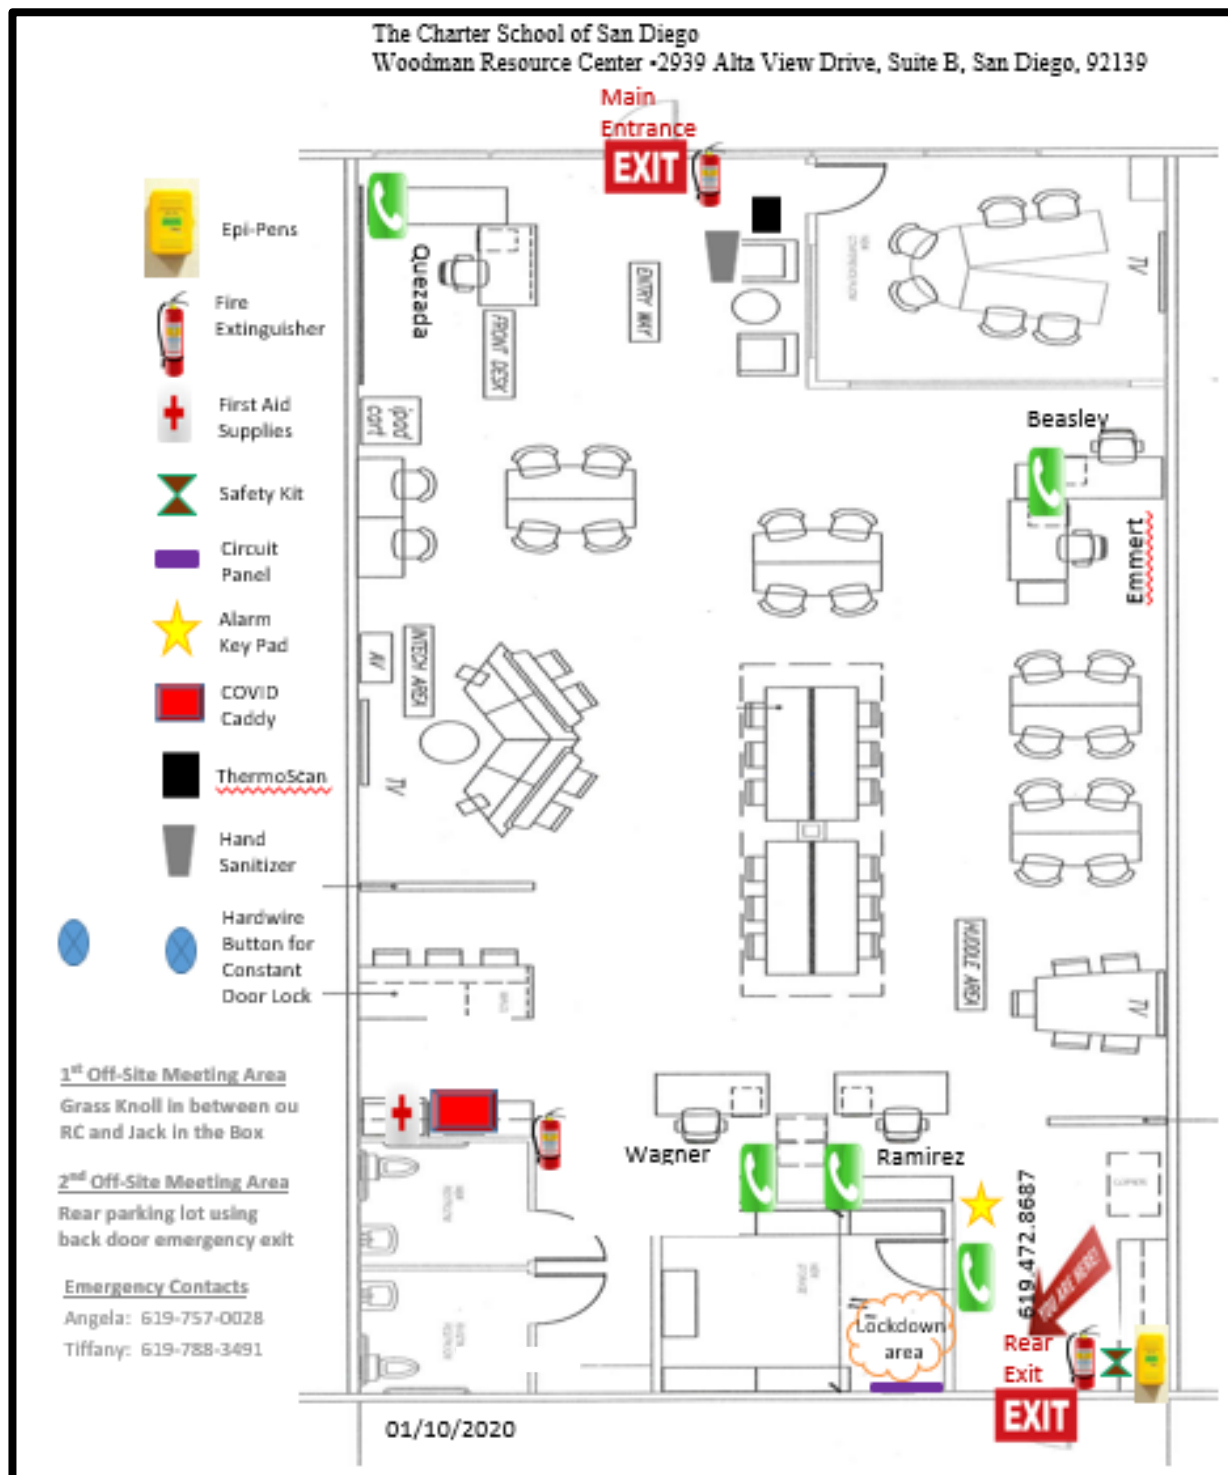 The Charter School of San Diego
Woodman Resource Center •2939 Alta View Drive, Suite B, San Diego, 92139
Main
Entrance
EXIT
Epi-Pens
Fire
Extinguisher
First Aid
Supplies
Safety Kit
Circuit
Panel
Alarm
Key Pad
COVID
Caddy
ThermoScan
Hand
Sanitizer
Hardwire
Button for
Constant
Door Lock
1st Off-Site Meeting Area
Grass Knoll in between ou
RC and Jack in the Box
2nd Off-Site Meeting Area
Rear parking lot using
back door emergency exit
Emergency Contacts
Angela: 619-757-0028
Tiffany: 619-788-3491
Quezada
FRONT DESK
ENTRY WAY
TV
ipad
cart
Beasley
Emmert
AV
INTECH AREA
TV
HUDDLE AREA
TV
Wagner
Ramirez
619.472.8687
COPIER
YOU ARE HERE!
Lockdown
area
Rear
Exit
EXIT
01/10/2020